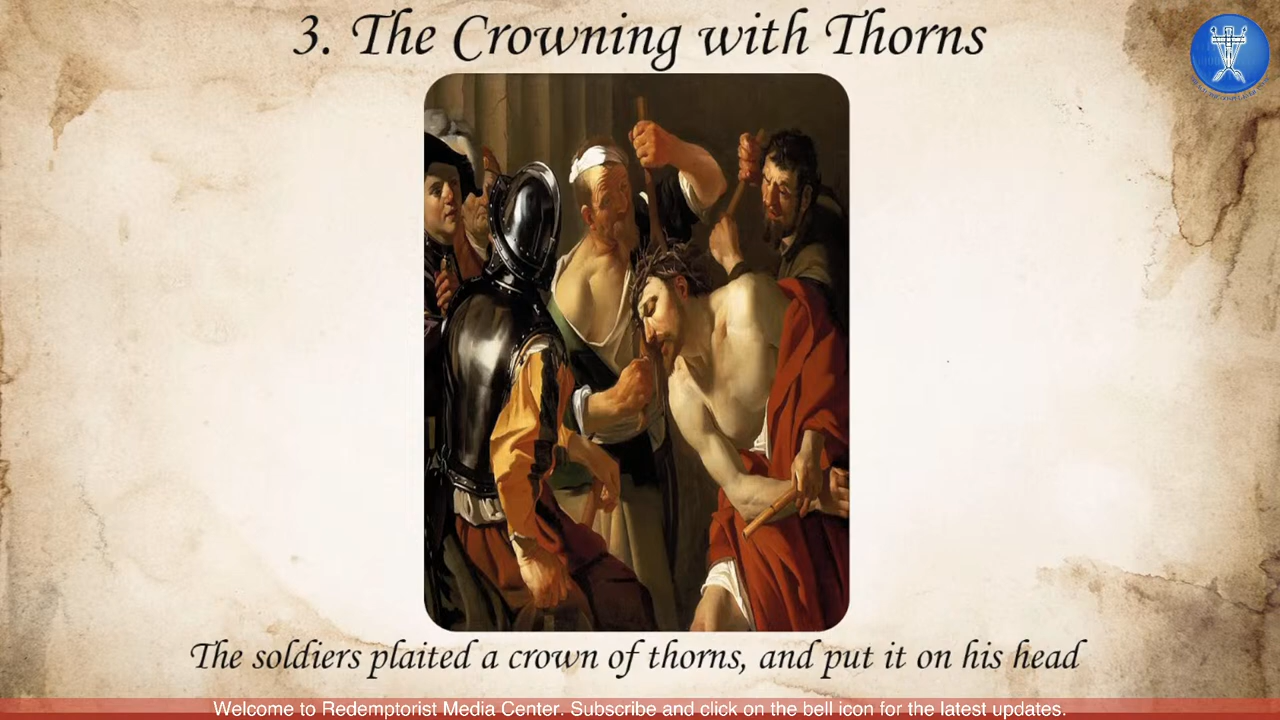 3. The Crowning with Thorns
The soldiers plaited a crown of thorns, and put it on his head
Welcome to Redemptorist Media Center. Subscribe and click on the bell icon for the latest updates.